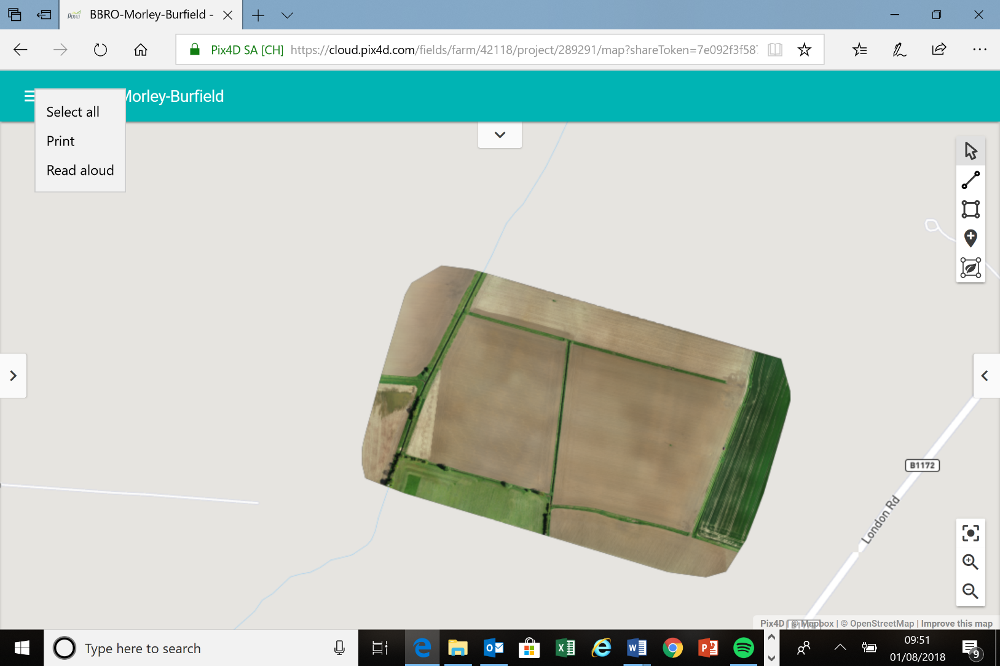 PIX4D BBRO-Morley-Burfield -
Pix4D SA [CH] https://cloud.pix4d.com/fields/farm/42118/project/289291/map?shareToken=7e092f3f58
Morley-Burfield
Select all
Print
Read aloud
B1172
London Rd
Pix4D | © Mapbox | © OpenStreetMap | Improve this map
Type here to search
09:51
01/08/2018
9